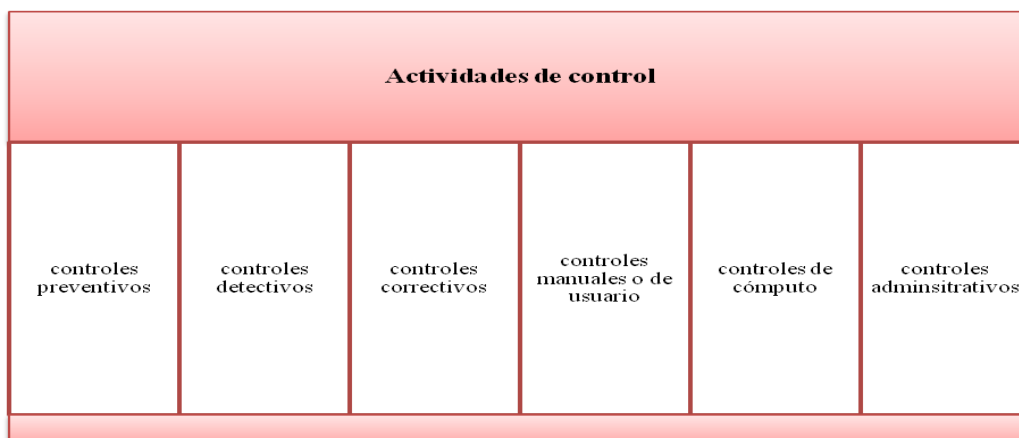 Actividades de control
controles
preventivos
controles
detectivos
controles
correctivos
controles
manuales o de
usuario
controles de
cómputo
controles
adminsitrativos